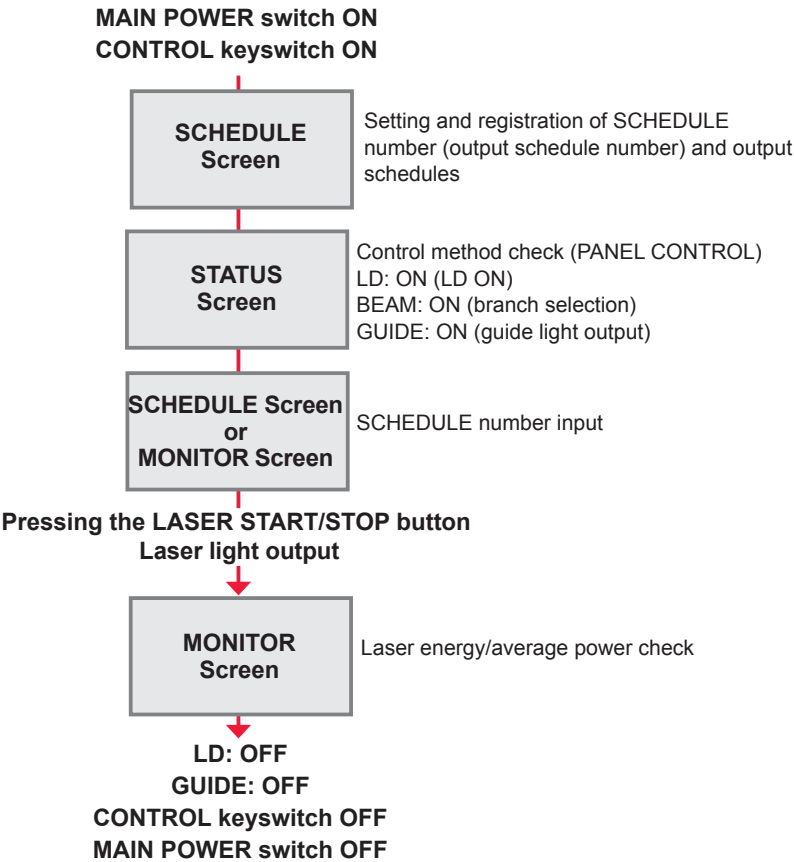 MAIN POWER switch ON
CONTROL keyswitch ON
SCHEDULE
Screen
Setting and registration of SCHEDULE
number (output schedule number) and output
schedules
STATUS
Screen
Control method check (PANEL CONTROL)
LD: ON (LD ON)
BEAM: ON (branch selection)
GUIDE: ON (guide light output)
SCHEDULE Screen
or
MONITOR Screen
SCHEDULE number input
Pressing the LASER START/STOP button
Laser light output
MONITOR
Screen
Laser energy/average power check
LD: OFF
GUIDE: OFF
CONTROL keyswitch OFF
MAIN POWER switch OFF